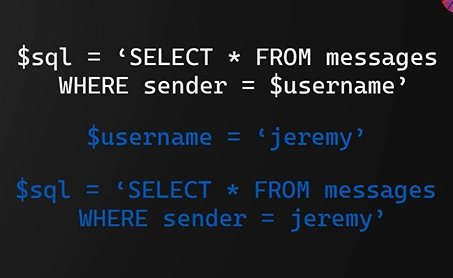 $sql = ‘SELECT * FROM messages
WHERE sender = $username’
$username = ‘jeremy’
$sql = ‘SELECT * FROM messages
WHERE sender = jeremy’